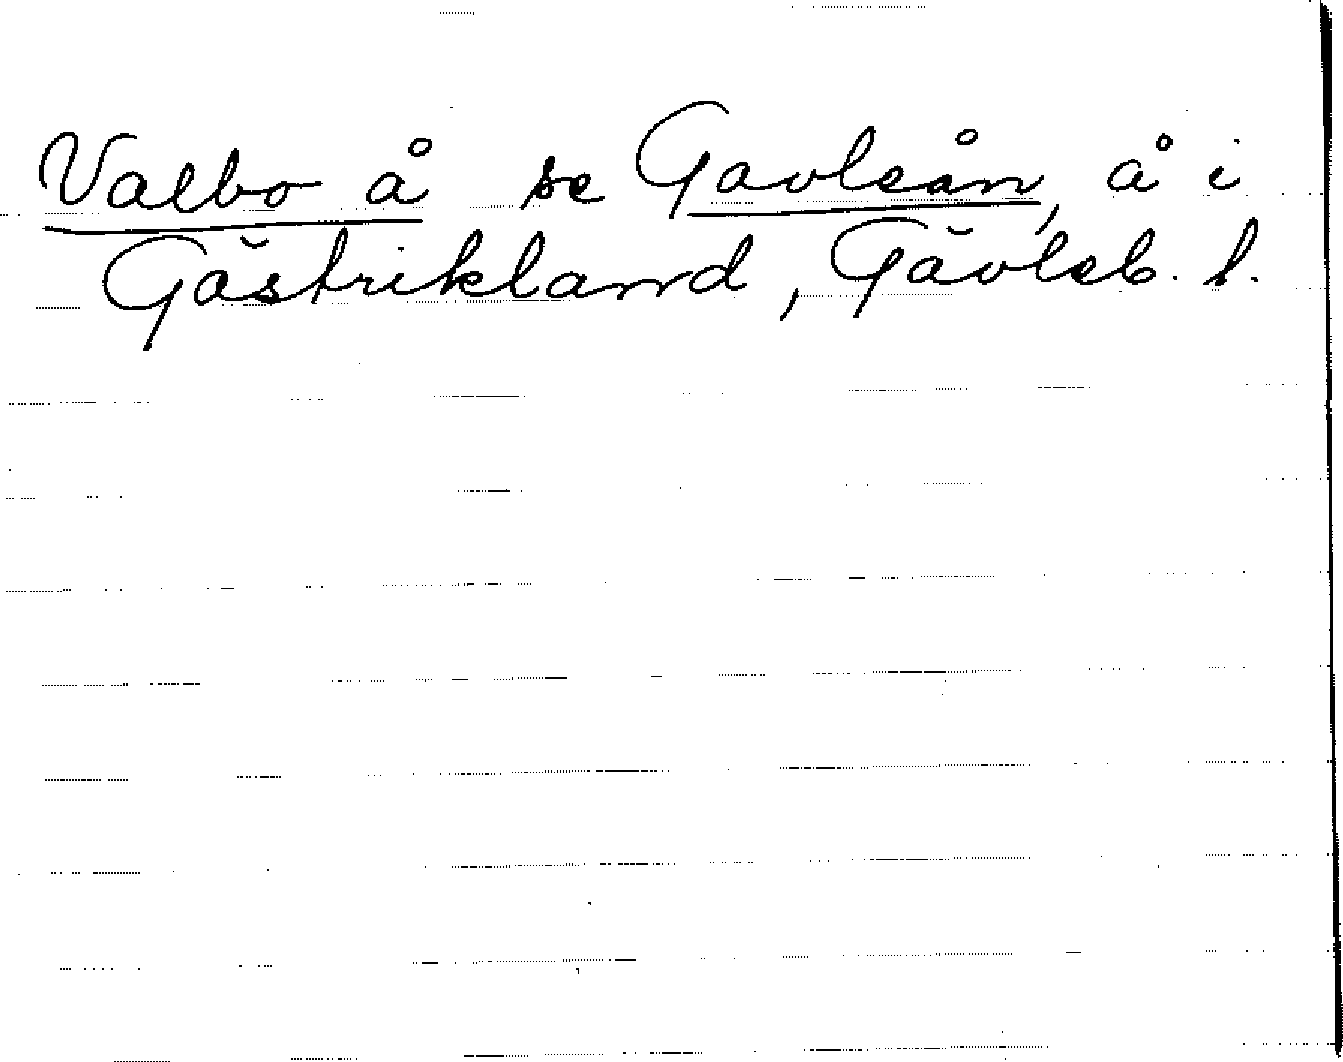 Valbo å se Gavleån, å i
Gästrikland, Gävleb. l.